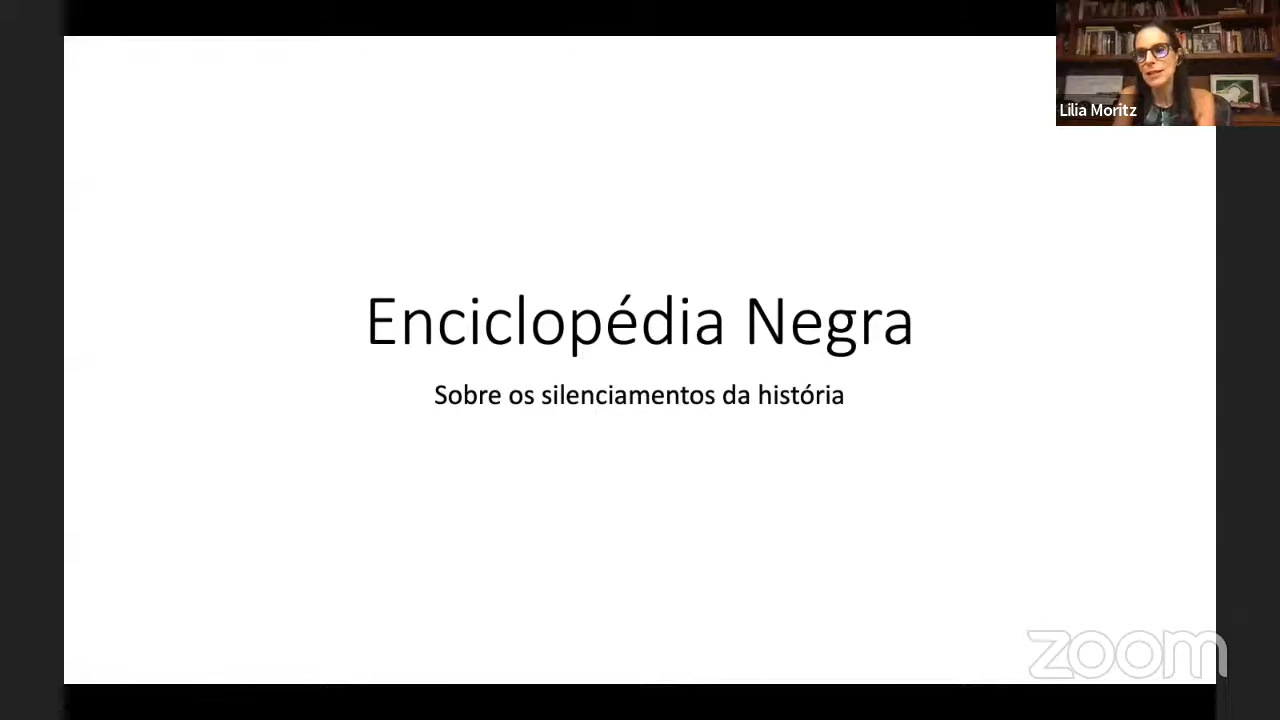 Lilia Moritz
Enciclopédia Negra
Sobre os silenciamentos da história
zoom